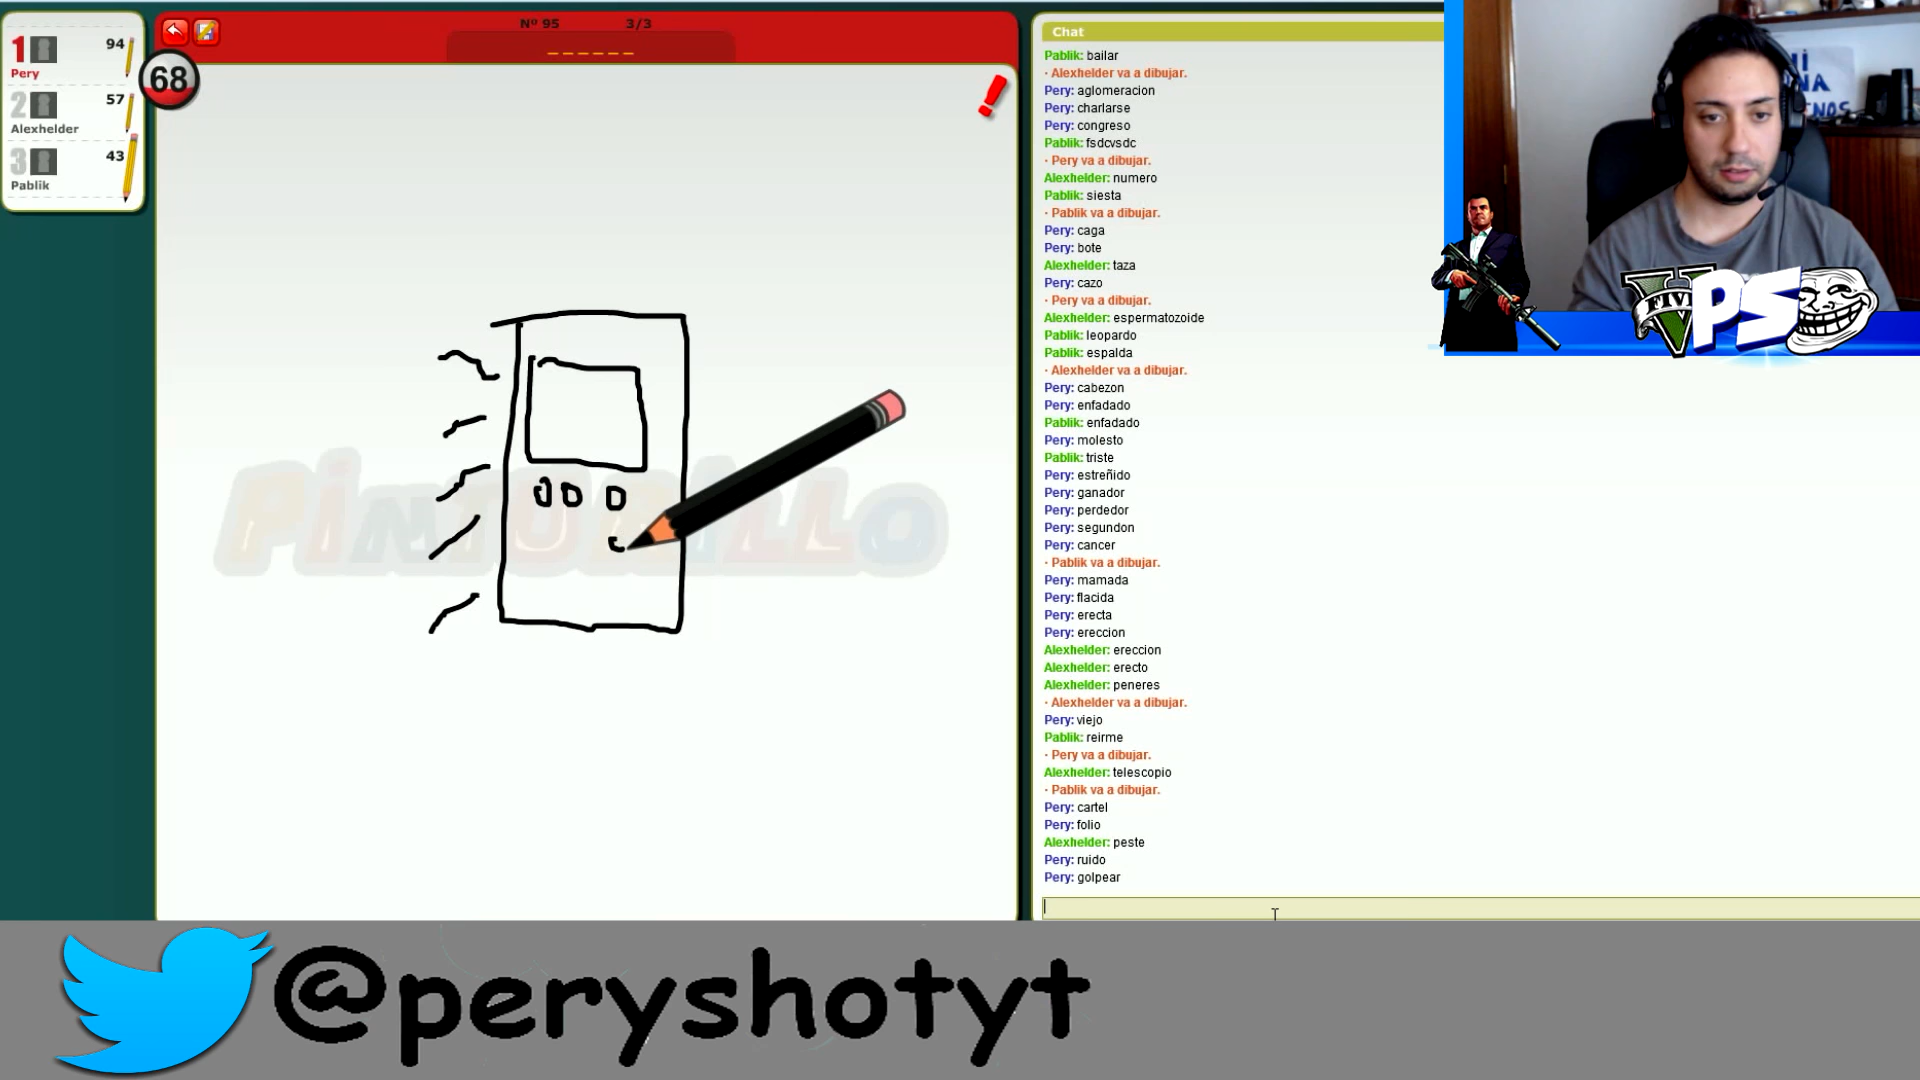 Nº 95 3/3
_ _ _ _ _ _
1 94
Pery
2 57
Alexhelder
3 43
Pablik
68
PINTURILLO
Chat
Pablik: bailar
· Alexhelder va a dibujar.
Pery: aglomeracion
Pery: charlarse
Pery: congreso
Pablik: fsdcvsdc
· Pery va a dibujar.
Alexhelder: numero
Pablik: siesta
· Pablik va a dibujar.
Pery: caga
Pery: bote
Alexhelder: taza
Pery: cazo
· Pery va a dibujar.
Alexhelder: espermatozoide
Pablik: leopardo
Pablik: espalda
· Alexhelder va a dibujar.
Pery: cabezon
Pery: enfadado
Pablik: enfadado
Pery: molesto
Pablik: triste
Pery: estreñido
Pery: ganador
Pery: perdedor
Pery: segundon
Pery: cancer
· Pablik va a dibujar.
Pery: mamada
Pery: flacida
Pery: erecta
Pery: ereccion
Alexhelder: ereccion
Alexhelder: erecto
Alexhelder: peneres
· Alexhelder va a dibujar.
Pery: viejo
Pablik: reirme
· Pery va a dibujar.
Alexhelder: telescopio
· Pablik va a dibujar.
Pery: cartel
Pery: folio
Alexhelder: peste
Pery: ruido
Pery: golpear
V FIVE PS
@peryshotyt